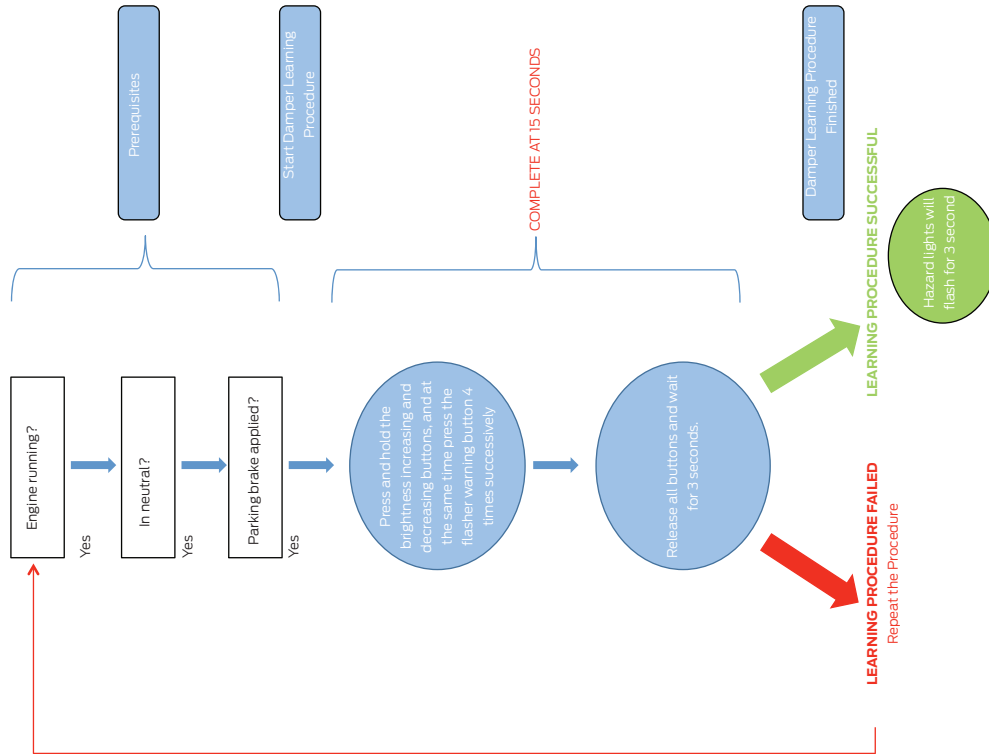 Engine running?
Yes
In neutral?
Yes
Parking brake applied?
Yes
Prerequisites
Start Damper Learning
Procedure
Press and hold the
brightness increasing and
decreasing buttons, and at
the same time press the
flasher warning button 4
times successively
COMPLETE AT 15 SECONDS
Release all buttons and wait
for 3 seconds.
Damper Learning Procedure
Finished
LEARNING PROCEDURE FAILED
Repeat the Procedure
LEARNING PROCEDURE SUCCESSFUL
Hazard lights will
flash for 3 second